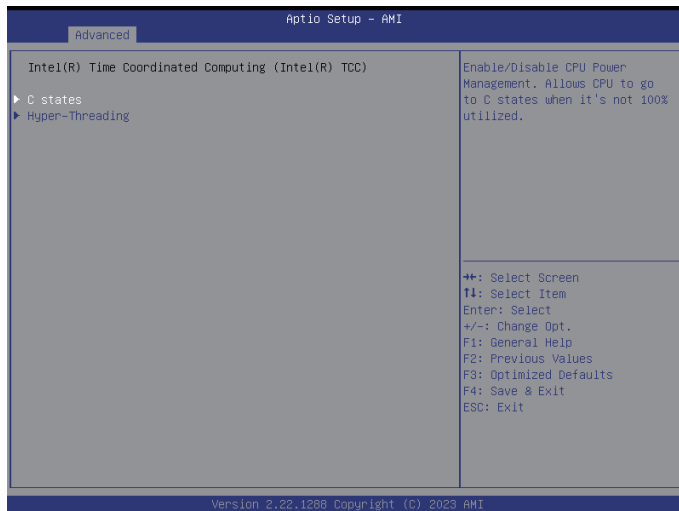 Aptio Setup – AMI
Advanced
Intel(R) Time Coordinated Computing (Intel(R) TCC)
C states
Hyper-Threading
Enable/Disable CPU Power
Management. Allows CPU to go
to C states when it's not 100%
utilized.
→←: Select Screen
↑↓: Select Item
Enter: Select
+/-: Change Opt.
F1: General Help
F2: Previous Values
F3: Optimized Defaults
F4: Save & Exit
ESC: Exit
Version 2.22.1288 Copyright (C) 2023 AMI